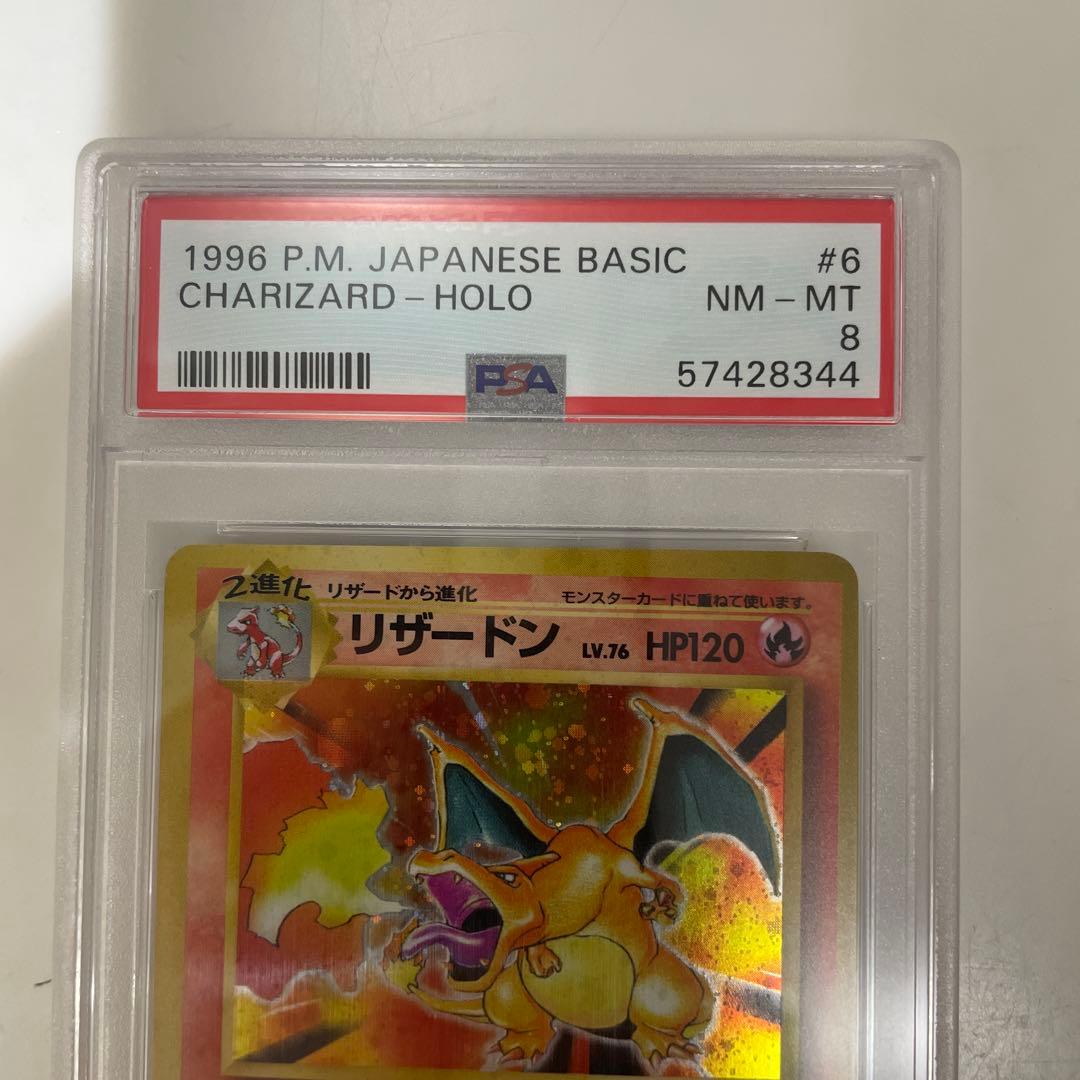 1996 P.M. JAPANESE BASIC #6
CHARIZARD - HOLO NM - MT
8
PSA 57428344
2進化 リザードから進化 モンスターカードに重ねて使います。
リザードン LV.76 HP120